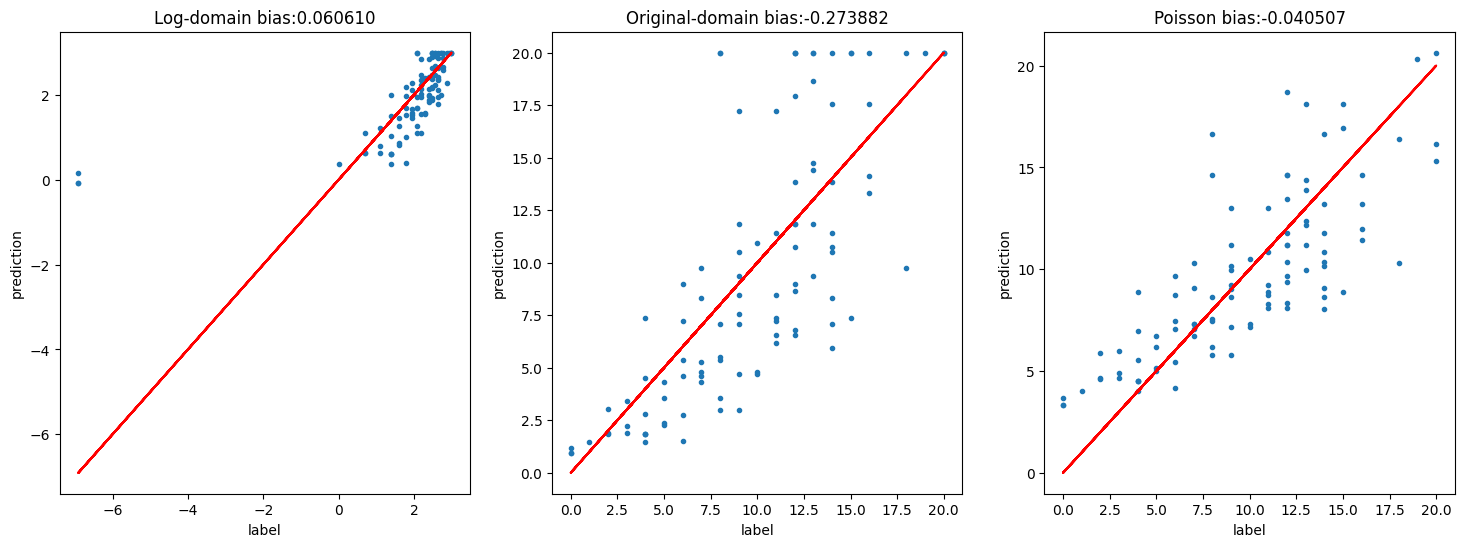 Log-domain bias:0.060610
prediction
2
0
−2
−4
−6
−6 −4 −2 0 2
label
Original-domain bias:-0.273882
prediction
20.0
17.5
15.0
12.5
10.0
7.5
5.0
2.5
0.0
0.0 2.5 5.0 7.5 10.0 12.5 15.0 17.5 20.0
label
Poisson bias:-0.040507
prediction
20
15
10
5
0
0.0 2.5 5.0 7.5 10.0 12.5 15.0 17.5 20.0
label